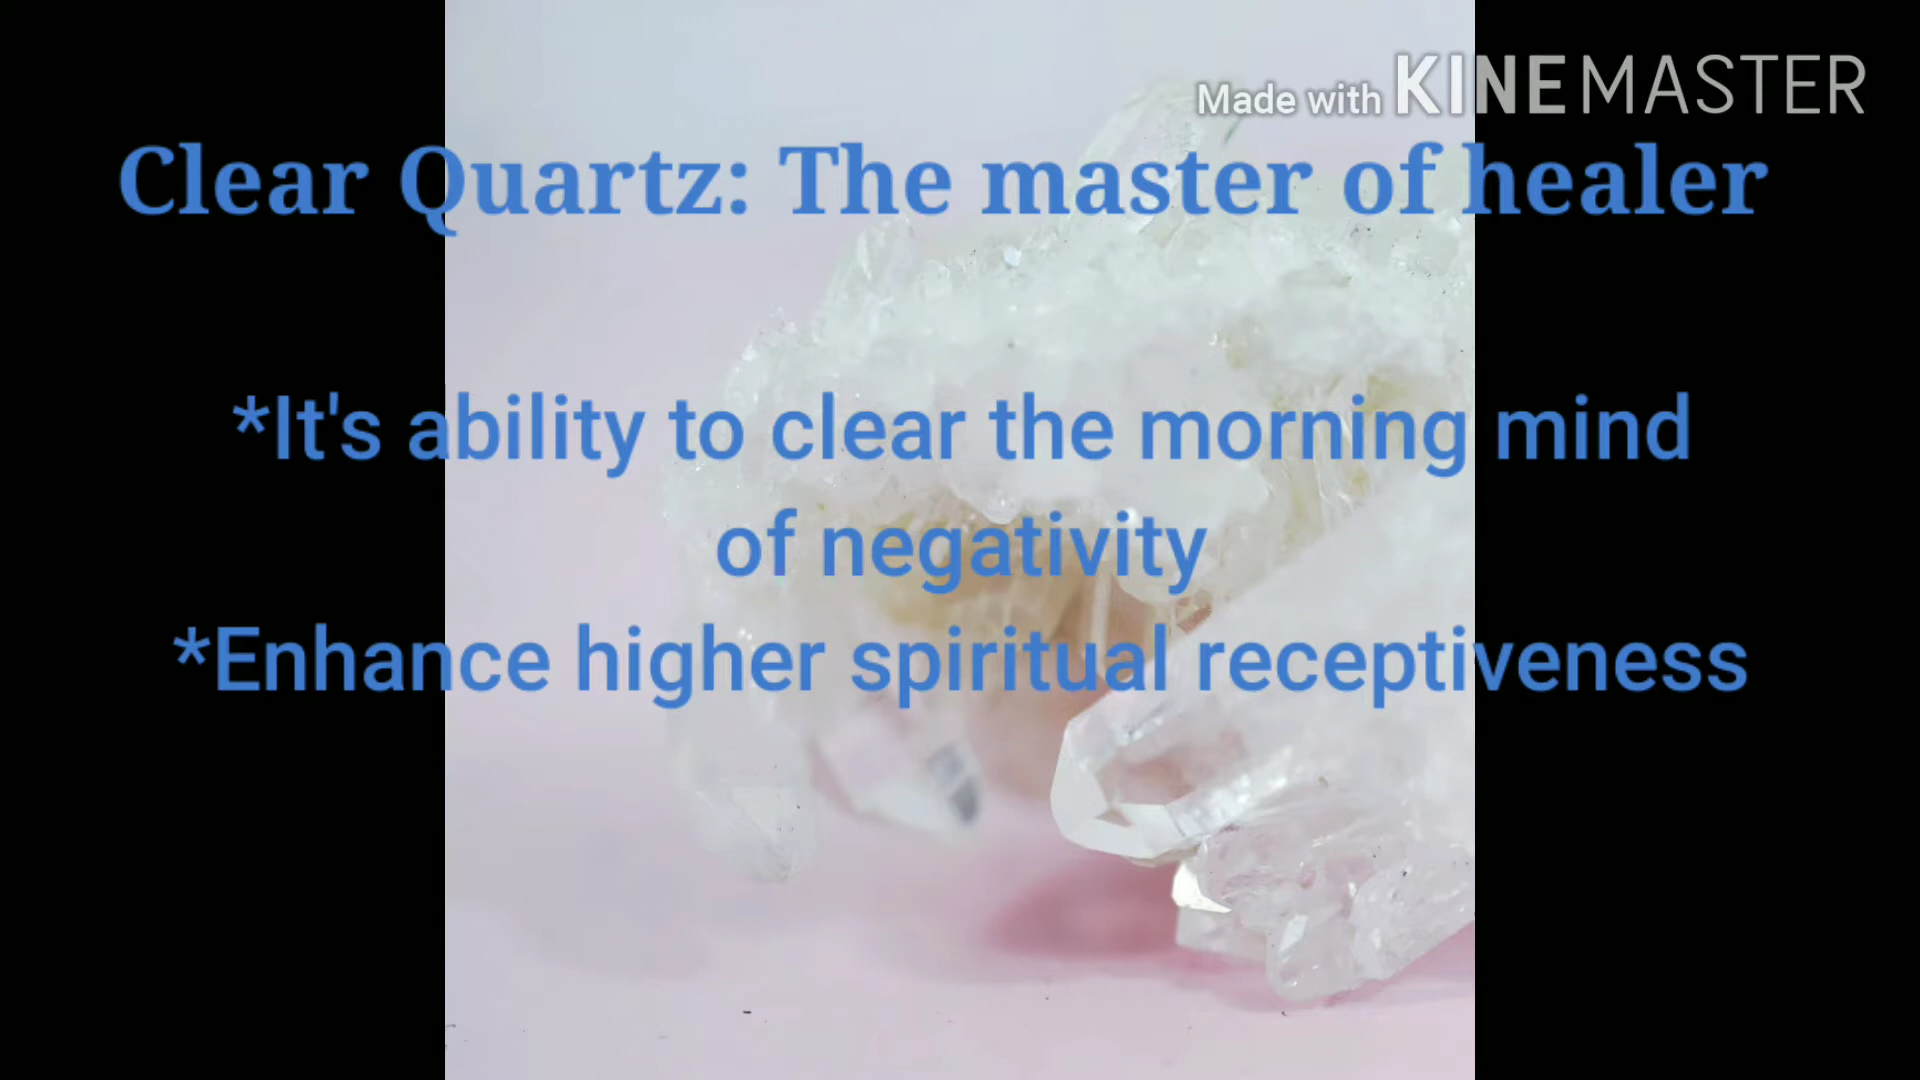 Made with KINEMASTER
Clear Quartz: The master of healer
*It's ability to clear the morning mind
of negativity
*Enhance higher spiritual receptiveness